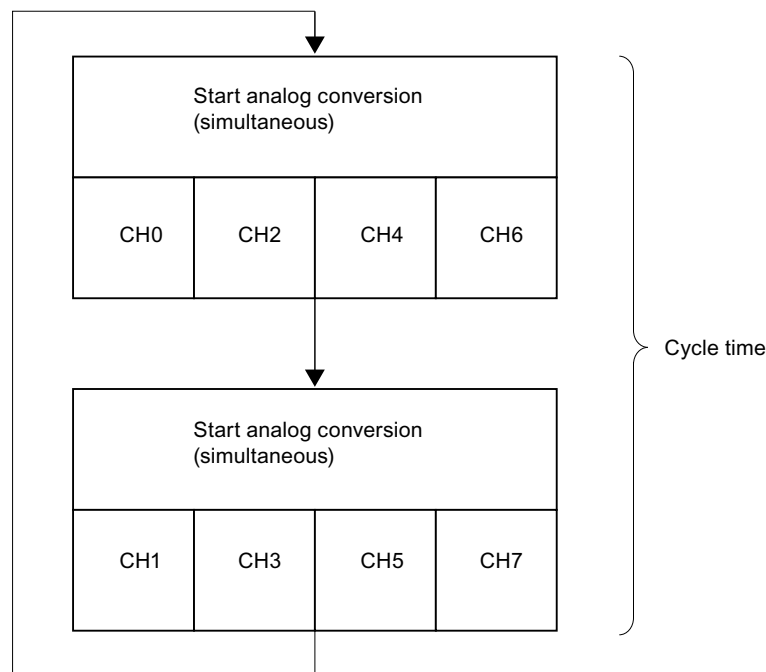 Start analog conversion
(simultaneous)
CH0 CH2 CH4 CH6
Cycle time
Start analog conversion
(simultaneous)
CH1 CH3 CH5 CH7